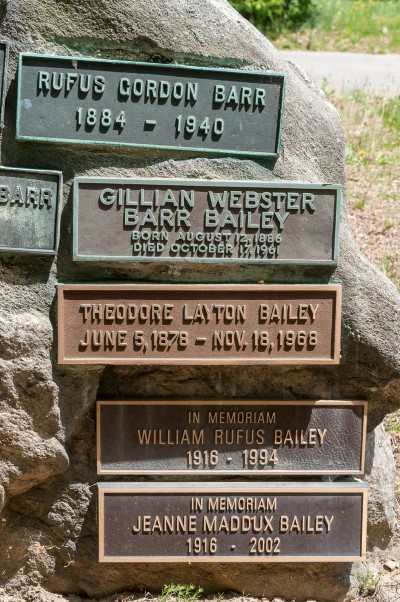 RUFUS GORDON BARR
1884 - 1940
BARR
GILLIAN WEBSTER
BARR BAILEY
BORN AUGUST 12, 1886
DIED OCTOBER 17, 1961
THEODORE LAYTON BAILEY
JUNE 5, 1878 - NOV. 18, 1968
IN MEMORIAM
WILLIAM RUFUS BAILEY
1916 - 1994
IN MEMORIAM
JEANNE MADDUX BAILEY
1916 - 2002